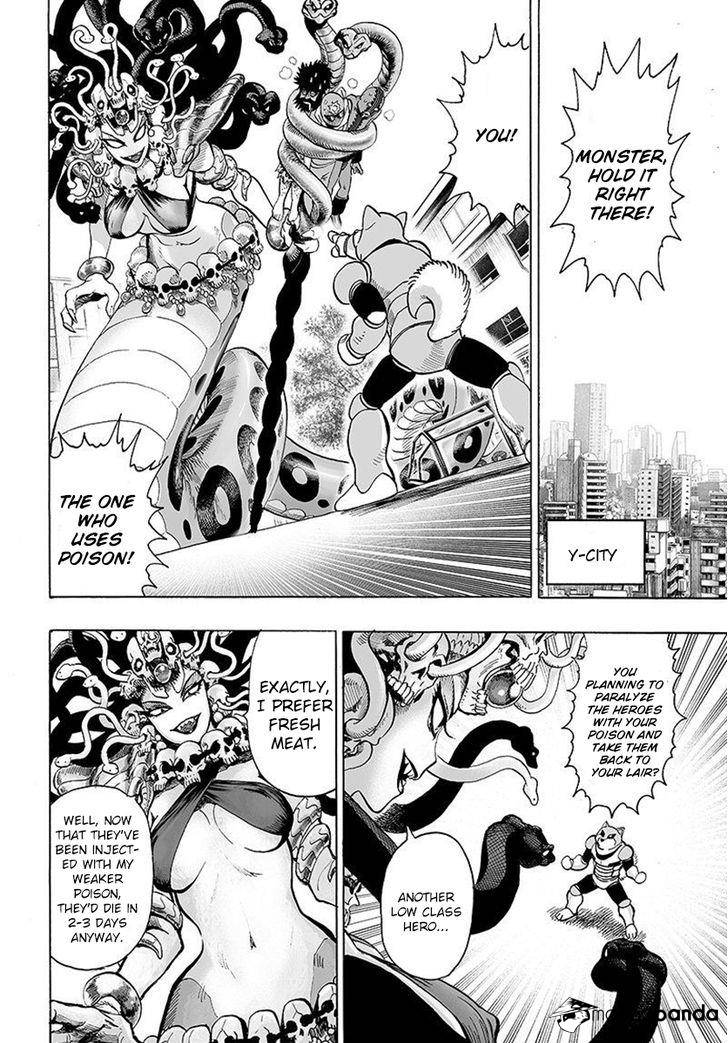 MONSTER,
HOLD IT
RIGHT
THERE!
Y-CITY
YOU!
THE ONE
WHO
USES
POISON!
YOU
PLANNING TO
PARALYZE
THE HEROES
WITH YOUR
POISON AND
TAKE THEM
BACK TO
YOUR LAIR?
ANOTHER
LOW CLASS
HERO...
EXACTLY,
I PREFER
FRESH
MEAT.
WELL, NOW
THAT THEY'VE
BEEN INJECT-
ED WITH MY
WEAKER
POISON,
THEY'D DIE IN
2-3 DAYS
ANYWAY.